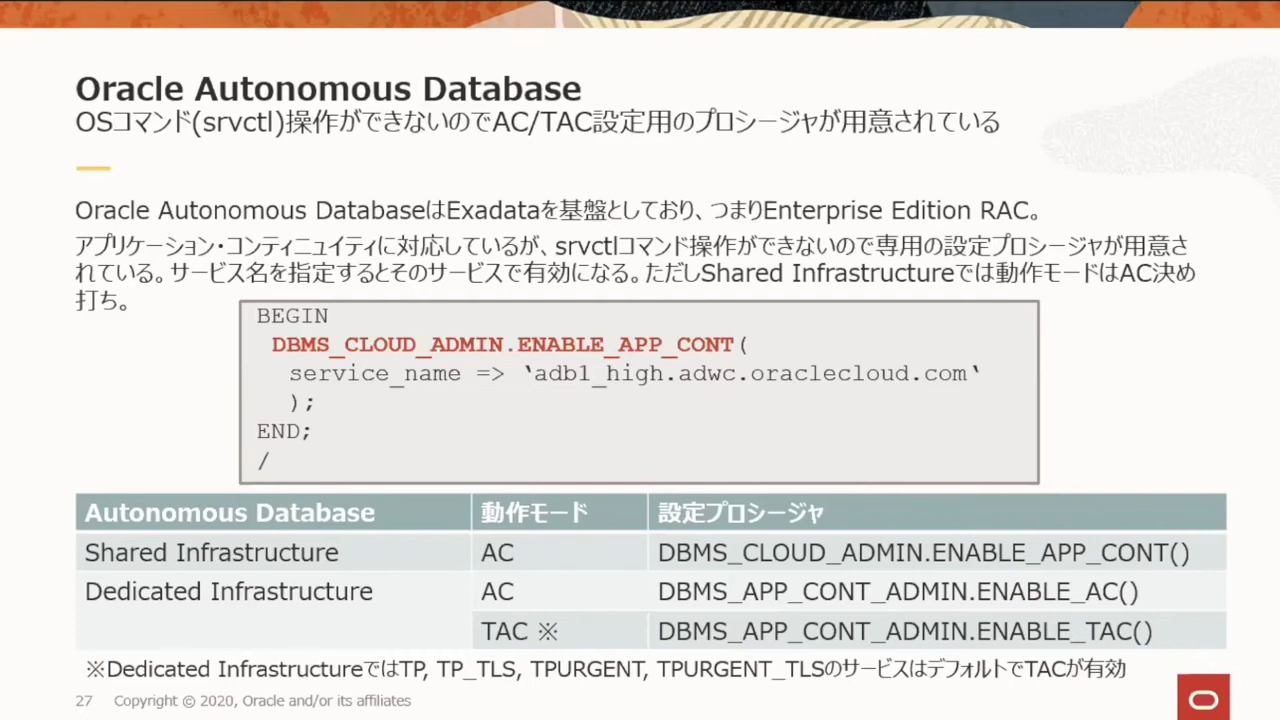 Oracle Autonomous Database
OSコマンド(srvctl)操作ができないのでAC/TAC設定用のプロシージャが用意されている
Oracle Autonomous DatabaseはExadataを基盤としており、つまりEnterprise Edition RAC。
アプリケーション・コンティニュイティに対応しているが、srvctlコマンド操作ができないので専用の設定プロシージャが用意さ
れている。サービス名を指定するとそのサービスで有効になる。ただしShared Infrastructureでは動作モードはAC決め
打ち。
BEGIN
DBMS_CLOUD_ADMIN.ENABLE_APP_CONT(
service_name => ‘adb1_high.adwc.oraclecloud.com‘
);
END;
/
Autonomous Database 動作モード 設定プロシージャ
Shared Infrastructure AC DBMS_CLOUD_ADMIN.ENABLE_APP_CONT()
Dedicated Infrastructure AC DBMS_APP_CONT_ADMIN.ENABLE_AC()
TAC ※ DBMS_APP_CONT_ADMIN.ENABLE_TAC()
※Dedicated InfrastructureではTP, TP_TLS, TPURGENT, TPURGENT_TLSのサービスはデフォルトでTACが有効
27 Copyright © 2020, Oracle and/or its affiliates